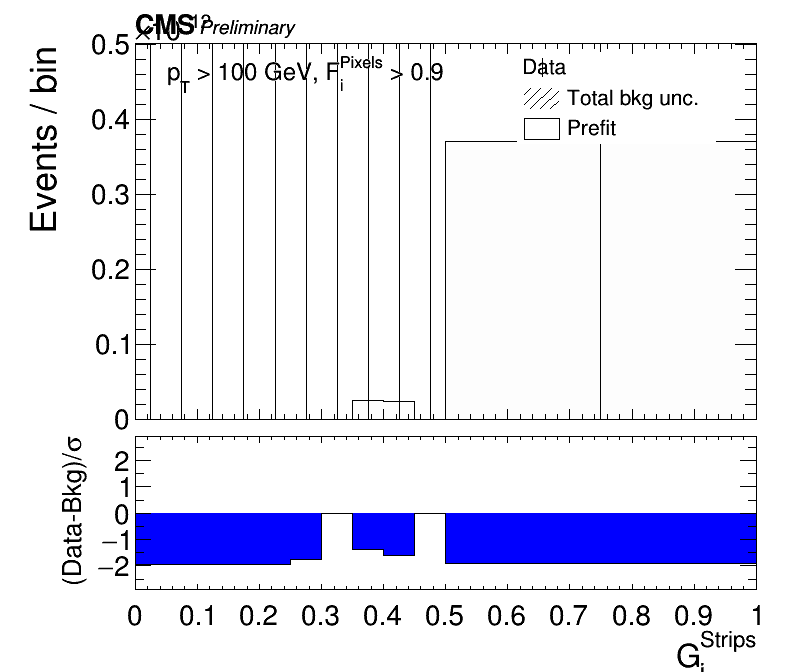 CMS Preliminary
×10⁻¹²
p_T > 100 GeV, F_i^Pixels > 0.9
Data
Total bkg unc.
Prefit
Events / bin
0.5
0.4
0.3
0.2
0.1
0
(Data-Bkg)/σ
2
1
0
−1
−2
0 0.1 0.2 0.3 0.4 0.5 0.6 0.7 0.8 0.9 1
G_i^Strips